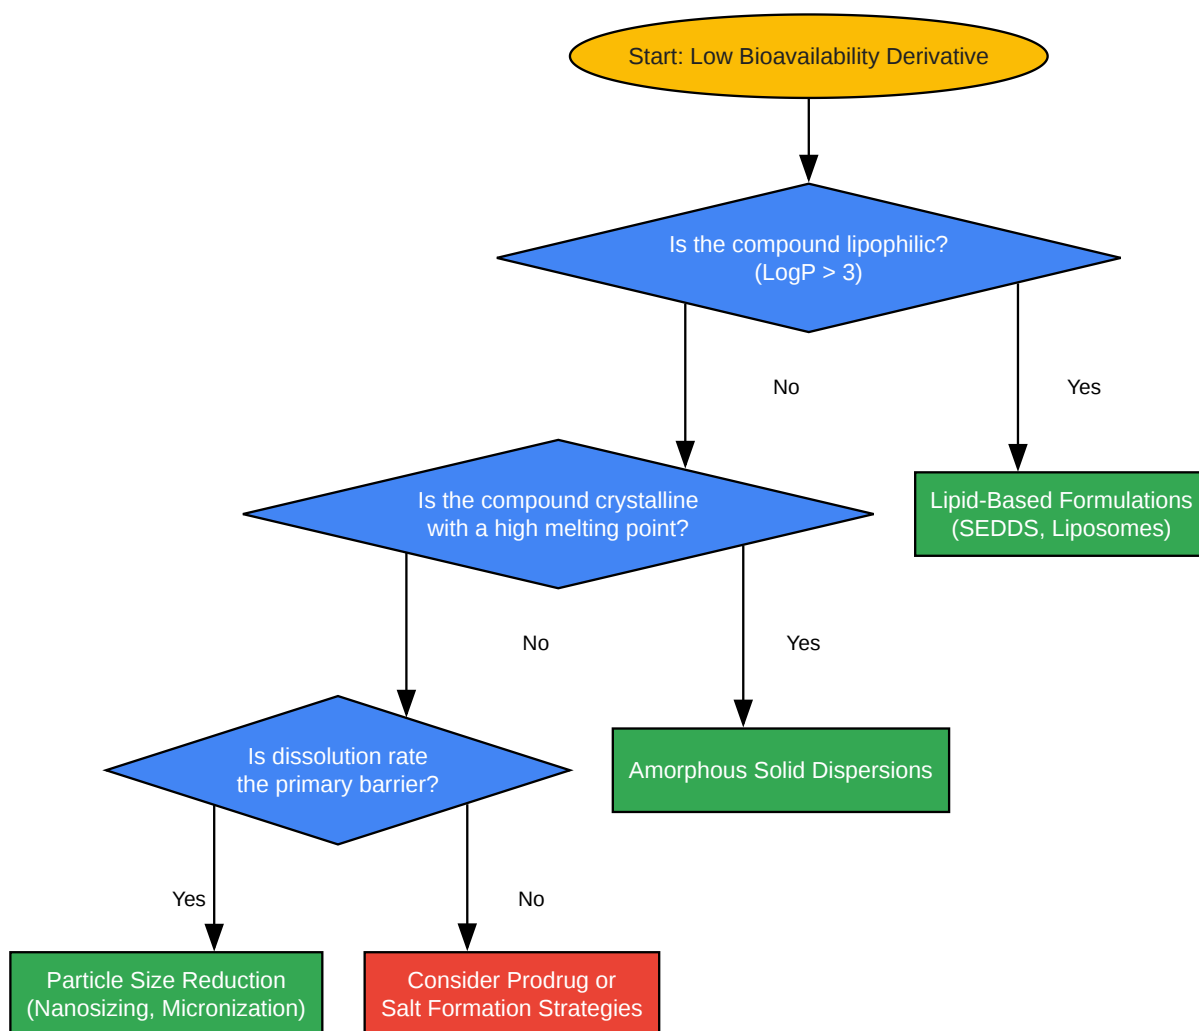 Start: Low Bioavailability Derivative
Is the compound lipophilic?
(LogP > 3)
No
Yes
Is the compound crystalline
with a high melting point?
Lipid-Based Formulations
(SEDDS, Liposomes)
No
Yes
Is dissolution rate
the primary barrier?
Amorphous Solid Dispersions
Yes
No
Particle Size Reduction
(Nanosizing, Micronization)
Consider Prodrug or
Salt Formation Strategies